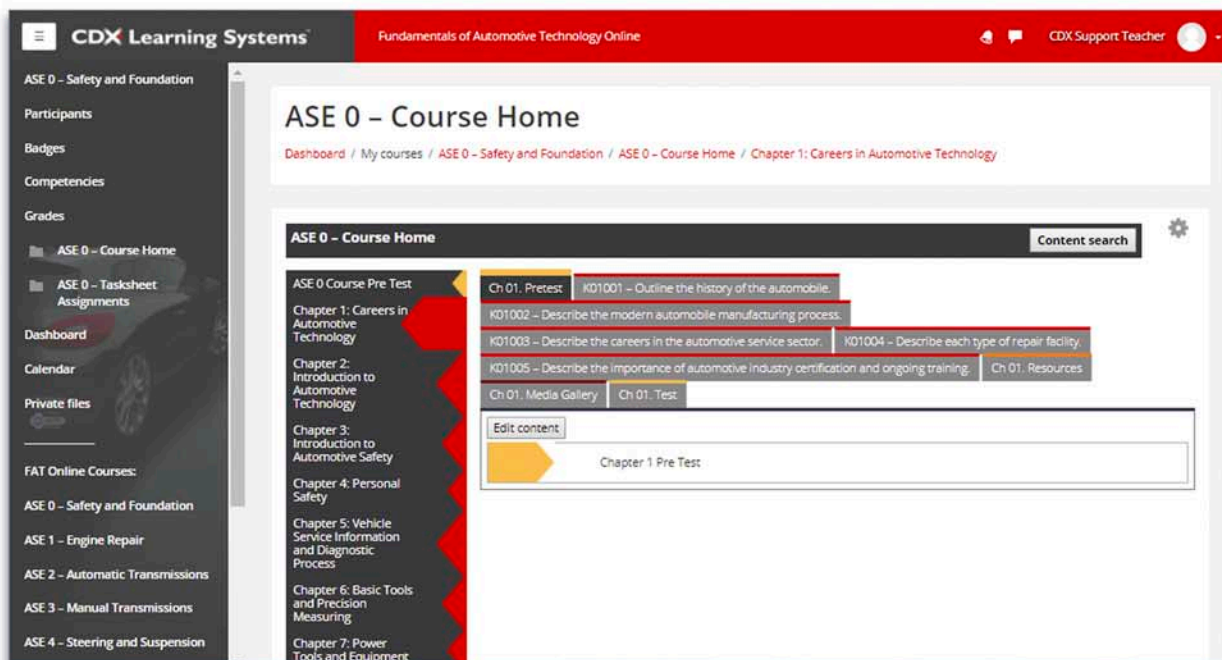 CDX Learning Systems
Fundamentals of Automotive Technology Online
CDX Support Teacher
ASE 0 – Safety and Foundation
Participants
Badges
Competencies
Grades
ASE 0 – Course Home
ASE 0 – Tasksheet
Assignments
Dashboard
Calendar
Private files
FAT Online Courses:
ASE 0 – Safety and Foundation
ASE 1 – Engine Repair
ASE 2 – Automatic Transmissions
ASE 3 – Manual Transmissions
ASE 4 – Steering and Suspension
ASE 0 – Course Home
Dashboard / My courses / ASE 0 – Safety and Foundation / ASE 0 – Course Home / Chapter 1: Careers in Automotive Technology
ASE 0 – Course Home
Content search
ASE 0 Course Pre Test
Chapter 1: Careers in
Automotive
Technology
Chapter 2:
Introduction to
Automotive
Technology
Chapter 3:
Introduction to
Automotive Safety
Chapter 4: Personal
Safety
Chapter 5: Vehicle
Service Information
and Diagnostic
Process
Chapter 6: Basic Tools
and Precision
Measuring
Chapter 7: Power
Tools and Equipment
Ch 01. Pretest K01001 – Outline the history of the automobile.
K01002 – Describe the modern automobile manufacturing process.
K01003 – Describe the careers in the automotive service sector. K01004 – Describe each type of repair facility.
K01005 – Describe the importance of automotive industry certification and ongoing training. Ch 01. Resources
Ch 01. Media Gallery Ch 01. Test
Edit content
Chapter 1 Pre Test